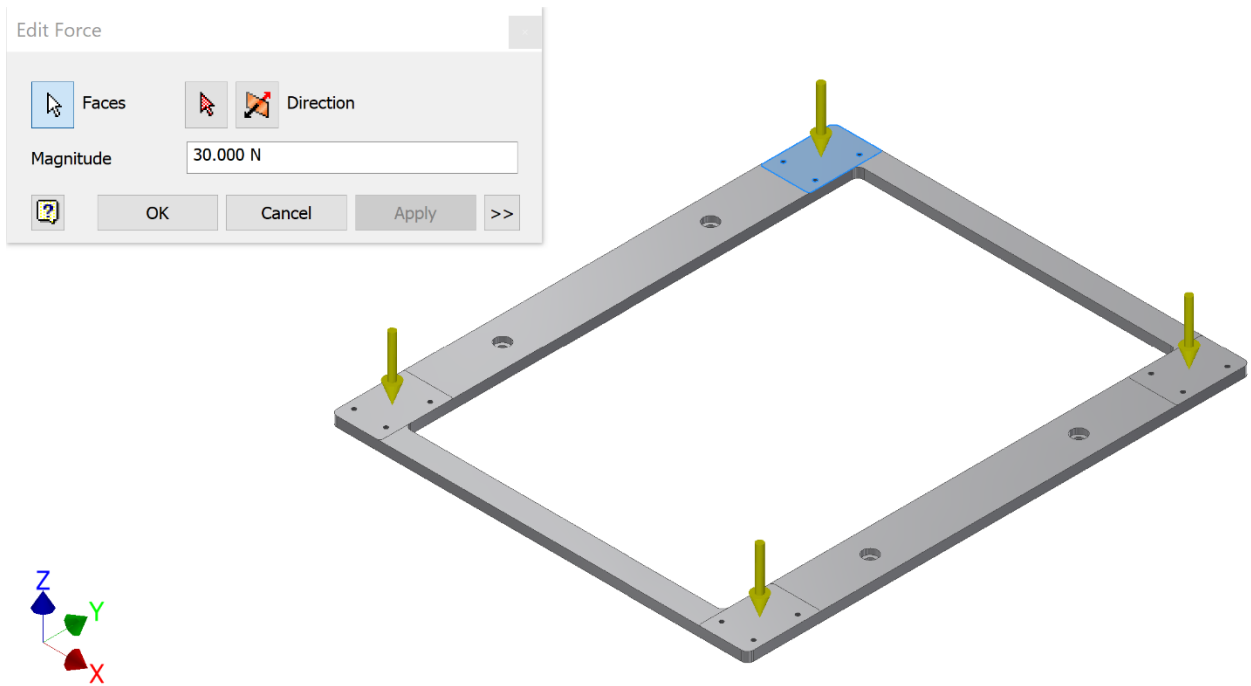 Edit Force
Faces
Direction
Magnitude
30.000 N
?
OK
Cancel
Apply
>>
Z
Y
X